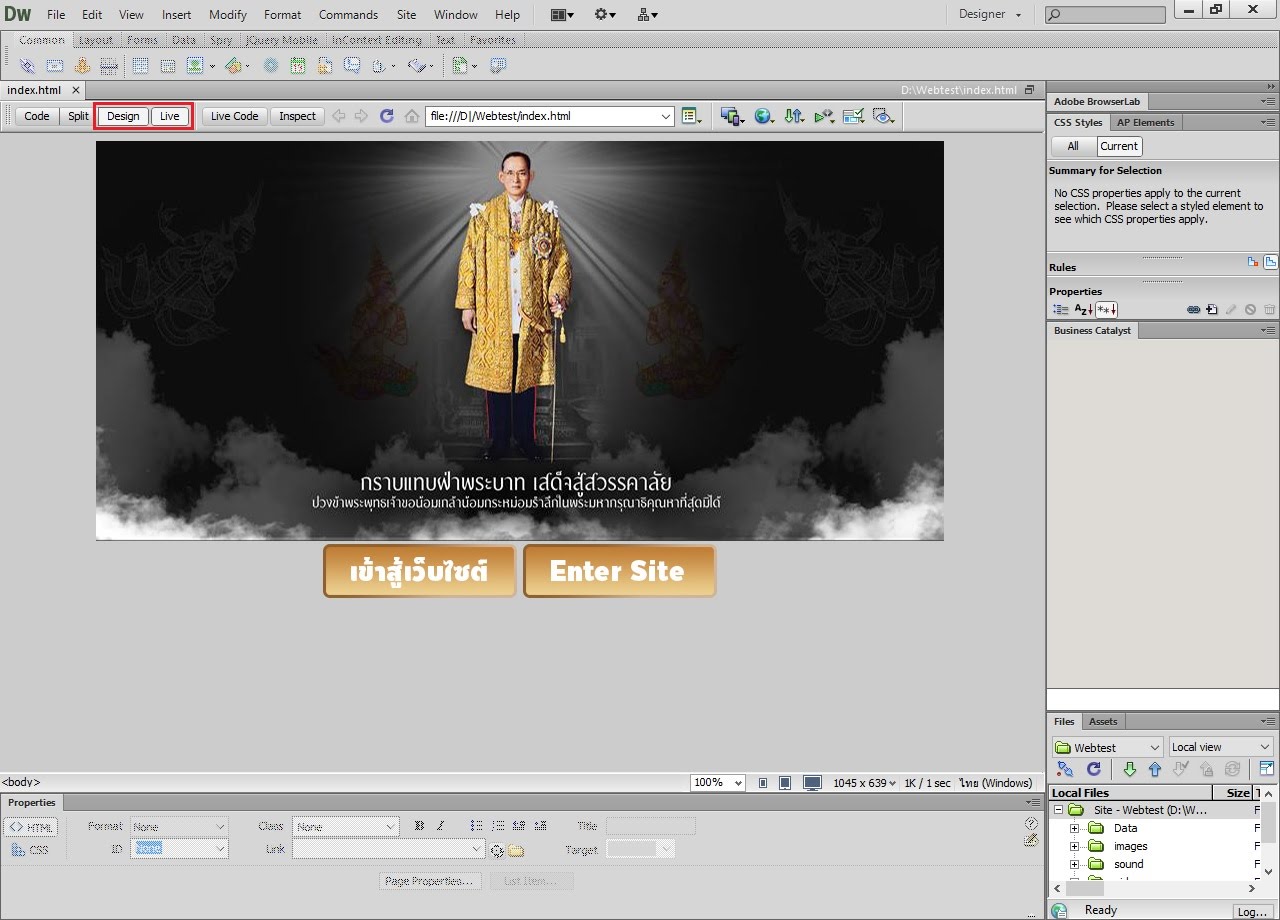 Dw File Edit View Insert Modify Format Commands Site Window Help Designer
Common Layout Forms Data Spry jQuery Mobile InContext Editing Text Favorites
index.html D:\Webtest\index.html
Code Split Design Live Live Code Inspect file:///D|/Webtest/index.html
กราบแทบฝ่าพระบาท เสด็จสู่สวรรคาลัย
ปวงข้าพระพุทธเจ้าขอน้อมเกล้าน้อมกระหม่อมรำลึกในพระมหากรุณาธิคุณหาที่สุดมิได้
เข้าสู้เว็บไซต์ Enter Site
Adobe BrowserLab
CSS Styles AP Elements
All Current
Summary for Selection
No CSS properties apply to the current
selection. Please select a styled element to
see which CSS properties apply.
Rules
Properties
Business Catalyst
Files Assets
Webtest Local view
Local Files Size T
Site - Webtest (D:\W... F
Data F
images F
sound F
Ready Log...
<body> 100% 1045 x 639 1K / 1 sec ไทย (Windows)
Properties
HTML Format None Class None B I Title
CSS ID None Link Target
Page Properties... List Item...